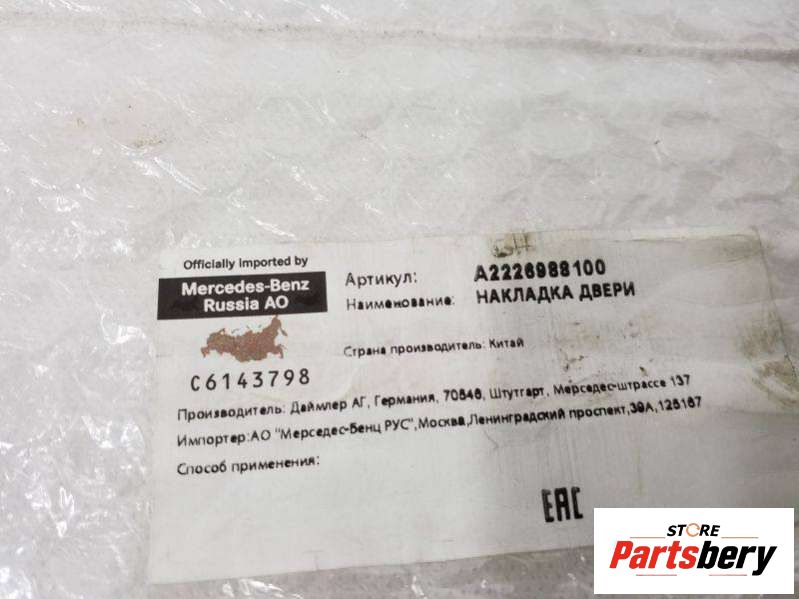 Officially imported by
Mercedes-Benz
Russia AO
C6143798
Артикул: A2226988100
Наименование: НАКЛАДКА ДВЕРИ
Страна производитель: Китай
Производитель: Даймлер АГ, Германия, 70546, Штутгарт, Мерседес-штрассе 137
Импортер:АО "Мерседес-Бенц РУС",Москва,Ленинградский проспект,39А,125167
Способ применения:
EAC
STORE
Partsbery